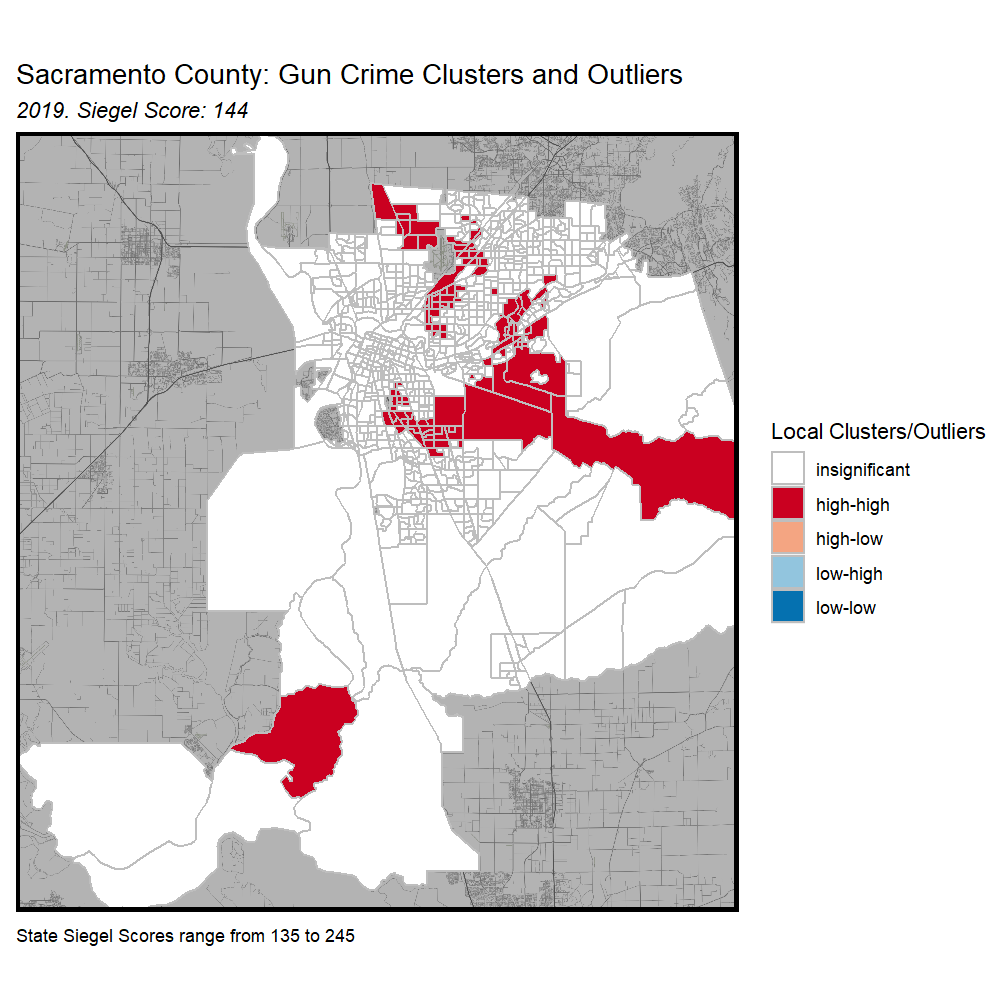 Sacramento County: Gun Crime Clusters and Outliers
2019. Siegel Score: 144
Local Clusters/Outliers
insignificant
high-high
high-low
low-high
low-low
State Siegel Scores range from 135 to 245